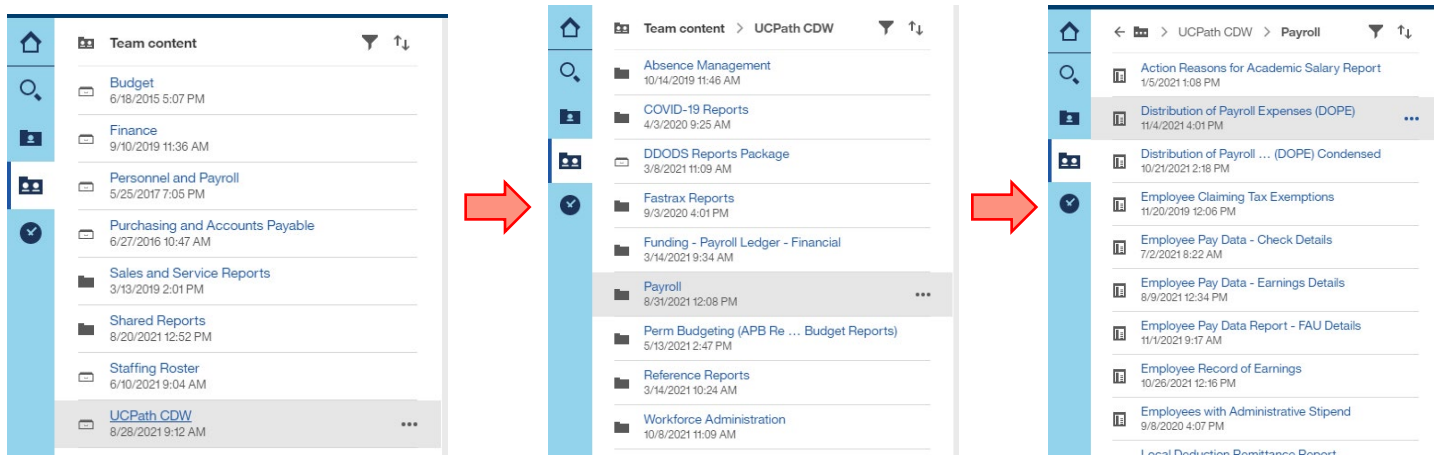 Team content
Budget
6/18/2015 5:07 PM
Finance
9/10/2019 11:36 AM
Personnel and Payroll
5/25/2017 7:05 PM
Purchasing and Accounts Payable
6/27/2016 10:47 AM
Sales and Service Reports
3/13/2019 2:01 PM
Shared Reports
8/20/2021 12:52 PM
Staffing Roster
6/10/2021 9:04 AM
UCPath CDW
8/28/2021 9:12 AM
Team content > UCPath CDW
Absence Management
10/14/2019 11:46 AM
COVID-19 Reports
4/3/2020 9:25 AM
DDODS Reports Package
3/8/2021 11:09 AM
Fastrax Reports
9/3/2020 4:01 PM
Funding - Payroll Ledger - Financial
3/14/2021 9:34 AM
Payroll
8/31/2021 12:08 PM
Perm Budgeting (APB Re … Budget Reports)
5/13/2021 2:47 PM
Reference Reports
3/14/2021 10:24 AM
Workforce Administration
10/8/2021 11:09 AM
> UCPath CDW > Payroll
Action Reasons for Academic Salary Report
1/5/2021 1:08 PM
Distribution of Payroll Expenses (DOPE)
11/4/2021 4:01 PM
Distribution of Payroll … (DOPE) Condensed
10/21/2021 2:18 PM
Employee Claiming Tax Exemptions
11/20/2019 12:06 PM
Employee Pay Data - Check Details
7/2/2021 8:22 AM
Employee Pay Data - Earnings Details
8/9/2021 12:34 PM
Employee Pay Data Report - FAU Details
11/1/2021 9:17 AM
Employee Record of Earnings
10/26/2021 12:16 PM
Employees with Administrative Stipend
9/8/2020 4:07 PM
Local Deduction Remittance Report